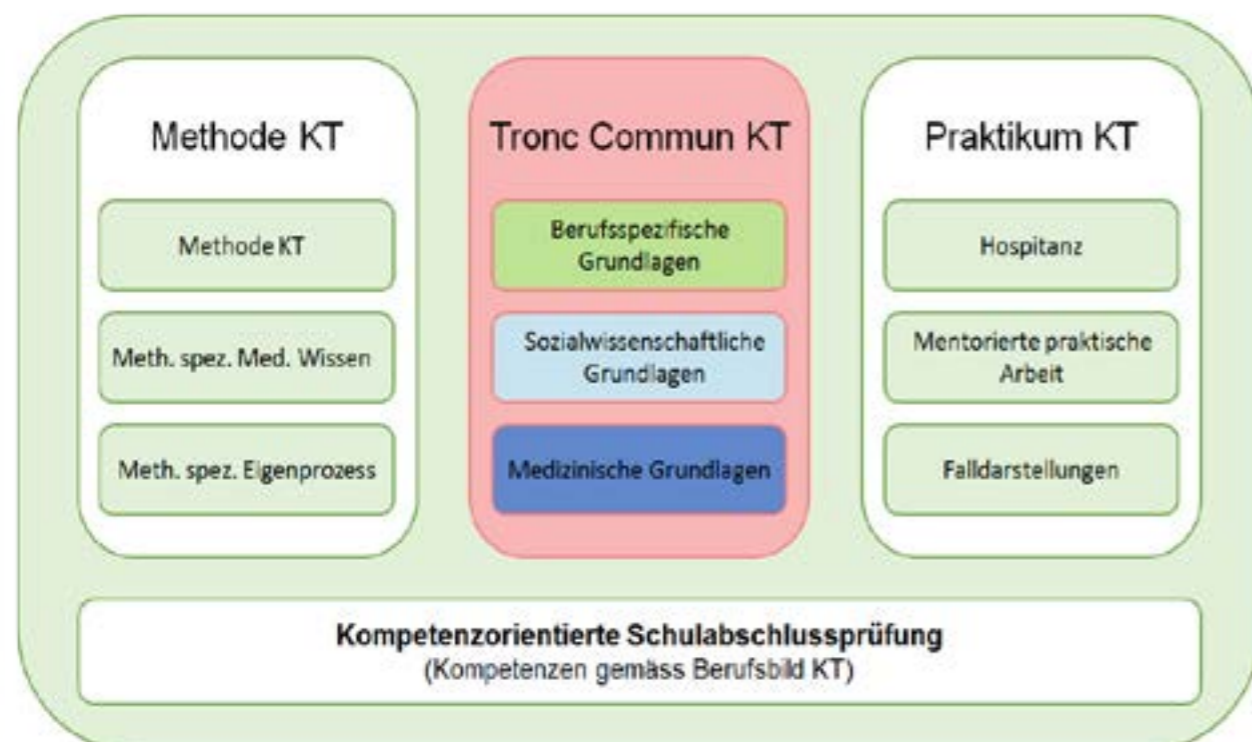 Methode KT
Methode KT
Meth. spez. Med. Wissen
Meth. spez. Eigenprozess
Tronc Commun KT
Berufsspezifische
Grundlagen
Sozialwissenschaftliche
Grundlagen
Medizinische Grundlagen
Praktikum KT
Hospitanz
Mentorierte praktische
Arbeit
Falldarstellungen
Kompetenzorientierte Schulabschlussprüfung
(Kompetenzen gemäss Berufsbild KT)